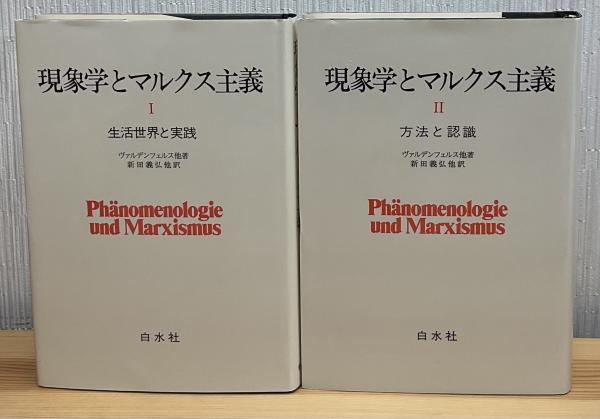 現象学とマルクス主義
I
生活世界と実践
ヴァルデンフェルス他著
新田義弘他訳
Phänomenologie
und Marxismus
白水社
現象学とマルクス主義
II
方法と認識
ヴァルデンフェルス他著
新田義弘他訳
Phänomenologie
und Marxismus
白水社